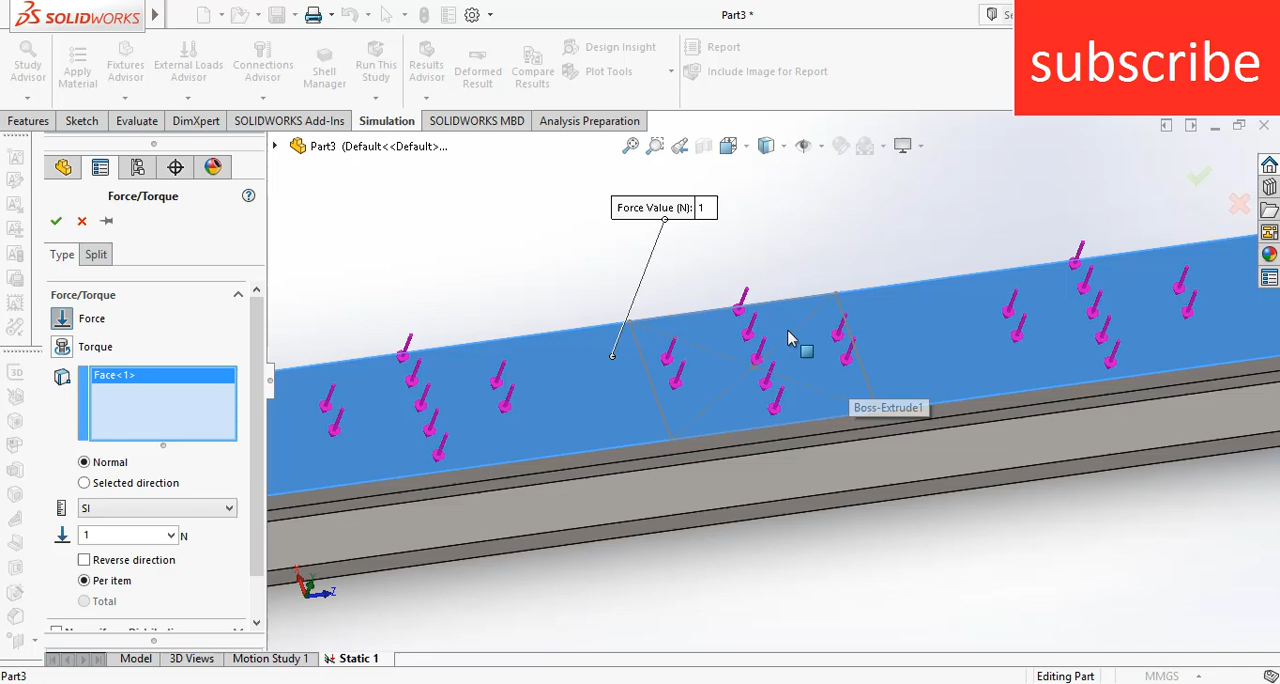 SOLIDWORKS
Part3 *
Se
subscribe
Study Advisor
Apply Material
Fixtures Advisor
External Loads Advisor
Connections Advisor
Shell Manager
Run This Study
Results Advisor
Deformed Result
Compare Results
Design Insight
Plot Tools
Report
Include Image for Report
Features
Sketch
Evaluate
DimXpert
SOLIDWORKS Add-Ins
Simulation
SOLIDWORKS MBD
Analysis Preparation
Part3 (Default<<Default>...
Force/Torque
Type
Split
Force/Torque
Force
Torque
Face<1>
Normal
Selected direction
SI
1
N
Reverse direction
Per item
Total
Force Value (N): 1
Boss-Extrude1
Z
Model
3D Views
Motion Study 1
Static 1
Part3
Editing Part
MMGS